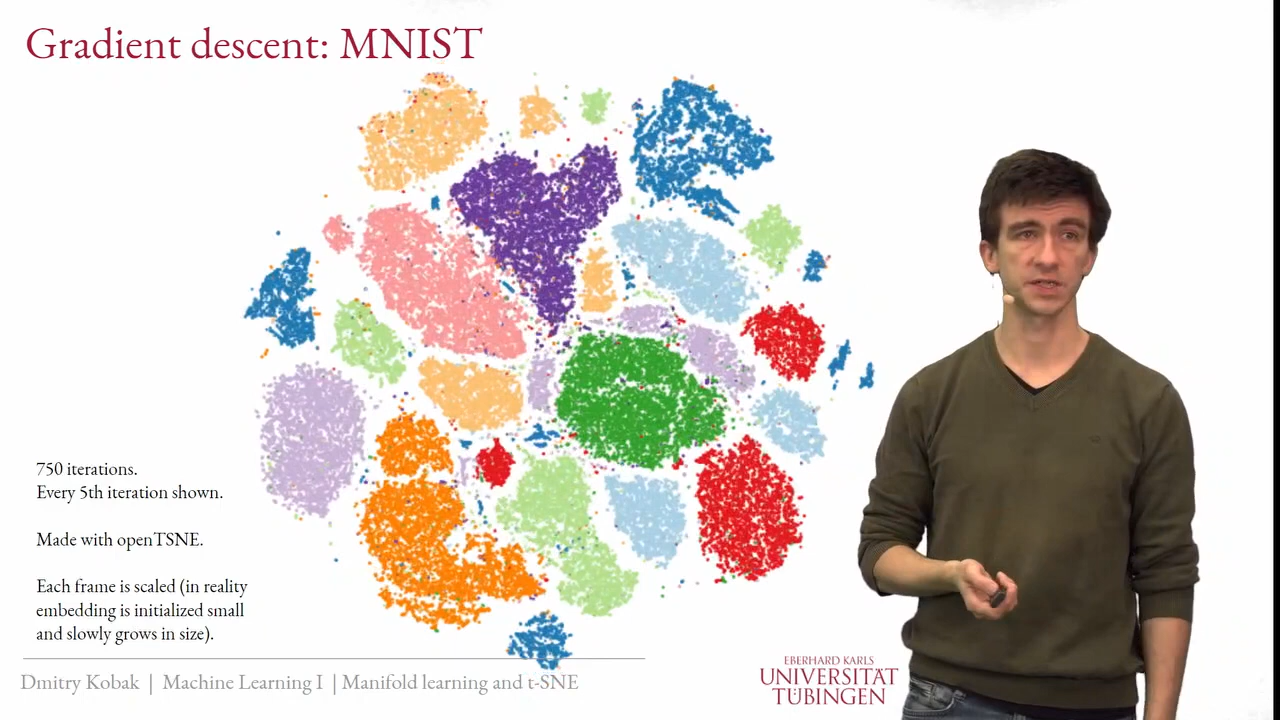 Gradient descent: MNIST
750 iterations.
Every 5th iteration shown.
Made with openTSNE.
Each frame is scaled (in reality
embedding is initialized small
and slowly grows in size).
Dmitry Kobak | Machine Learning I | Manifold learning and t-SNE
EBERHARD KARLS
UNIVERSITÄT
TÜBINGEN